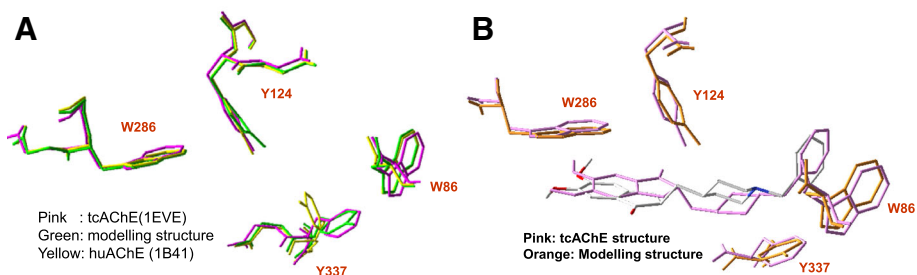 A
B
Y124
W286
W86
Y337
Pink : tcAChE(1EVE)
Green: modelling structure
Yellow: huAChE (1B41)
Y124
W286
W86
Y337
Pink: tcAChE structure
Orange: Modelling structure